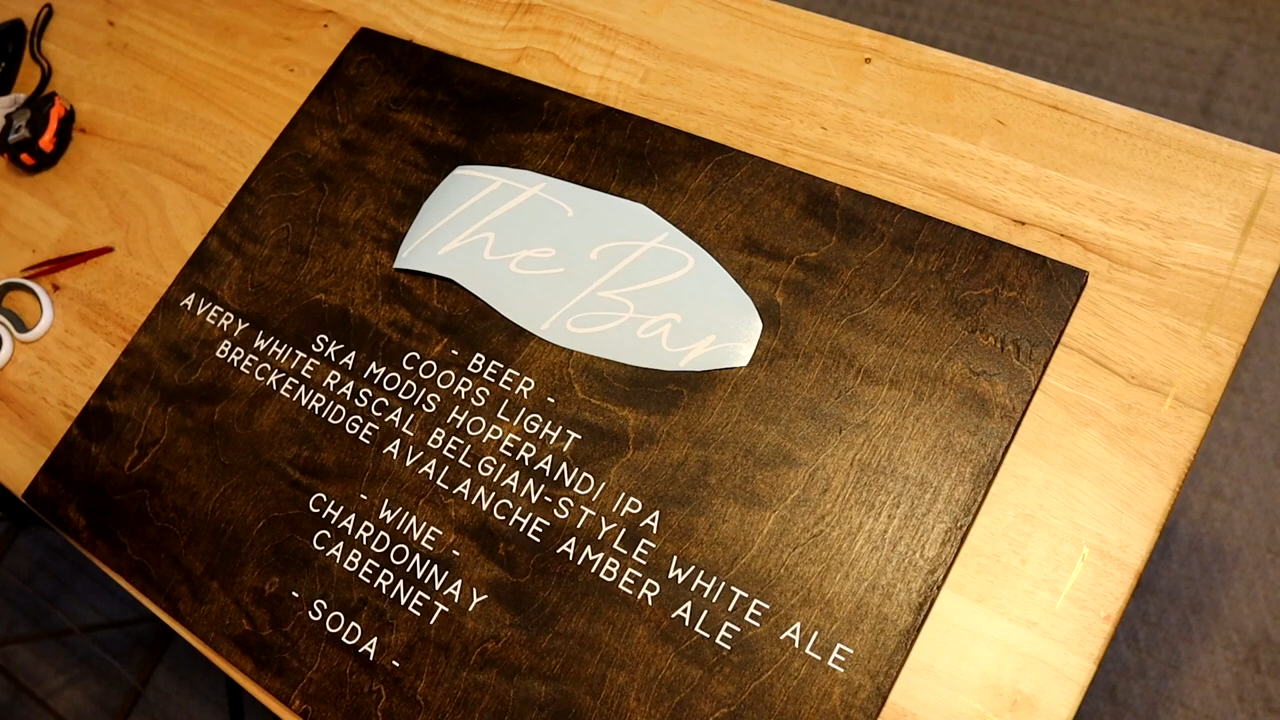 The Bar
- BEER -
COORS LIGHT
SKA MODIS HOPERANDI IPA
AVERY WHITE RASCAL BELGIAN-STYLE WHITE ALE
BRECKENRIDGE AVALANCHE AMBER ALE
- WINE -
CHARDONNAY
CABERNET
- SODA -